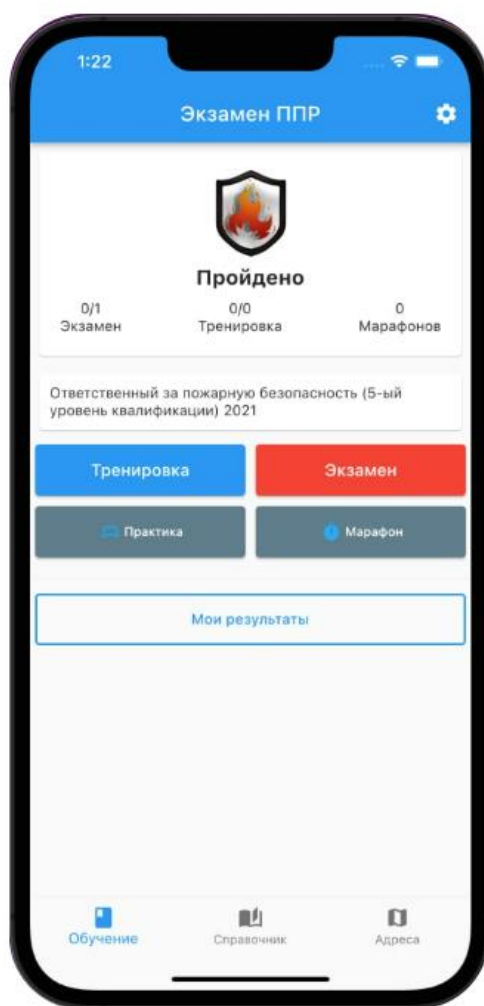 1:22
Экзамен ППР
Пройдено
0/1 0/0 0
Экзамен Тренировка Марафонов
Ответственный за пожарную безопасность (5-ый
уровень квалификации) 2021
Тренировка Экзамен
Практика Марафон
Мои результаты
Обучение Справочник Адреса